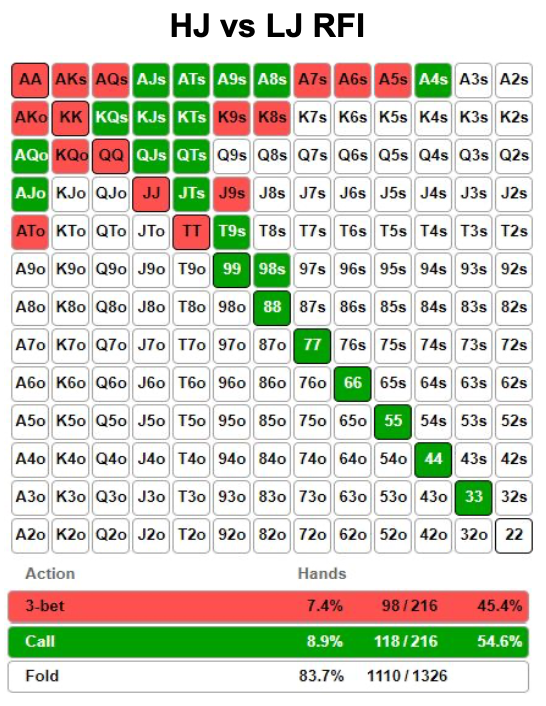 HJ vs LJ RFI
AA AKs AQs AJs ATs A9s A8s A7s A6s A5s A4s A3s A2s
AKo KK KQs KJs KTs K9s K8s K7s K6s K5s K4s K3s K2s
AQo KQo QQ QJs QTs Q9s Q8s Q7s Q6s Q5s Q4s Q3s Q2s
AJo KJo QJo JJ JTs J9s J8s J7s J6s J5s J4s J3s J2s
ATo KTo QTo JTo TT T9s T8s T7s T6s T5s T4s T3s T2s
A9o K9o Q9o J9o T9o 99 98s 97s 96s 95s 94s 93s 92s
A8o K8o Q8o J8o T8o 98o 88 87s 86s 85s 84s 83s 82s
A7o K7o Q7o J7o T7o 97o 87o 77 76s 75s 74s 73s 72s
A6o K6o Q6o J6o T6o 96o 86o 76o 66 65s 64s 63s 62s
A5o K5o Q5o J5o T5o 95o 85o 75o 65o 55 54s 53s 52s
A4o K4o Q4o J4o T4o 94o 84o 74o 64o 54o 44 43s 42s
A3o K3o Q3o J3o T3o 93o 83o 73o 63o 53o 43o 33 32s
A2o K2o Q2o J2o T2o 92o 82o 72o 62o 52o 42o 32o 22
Action Hands
3-bet 7.4% 98 / 216 45.4%
Call 8.9% 118 / 216 54.6%
Fold 83.7% 1110 / 1326